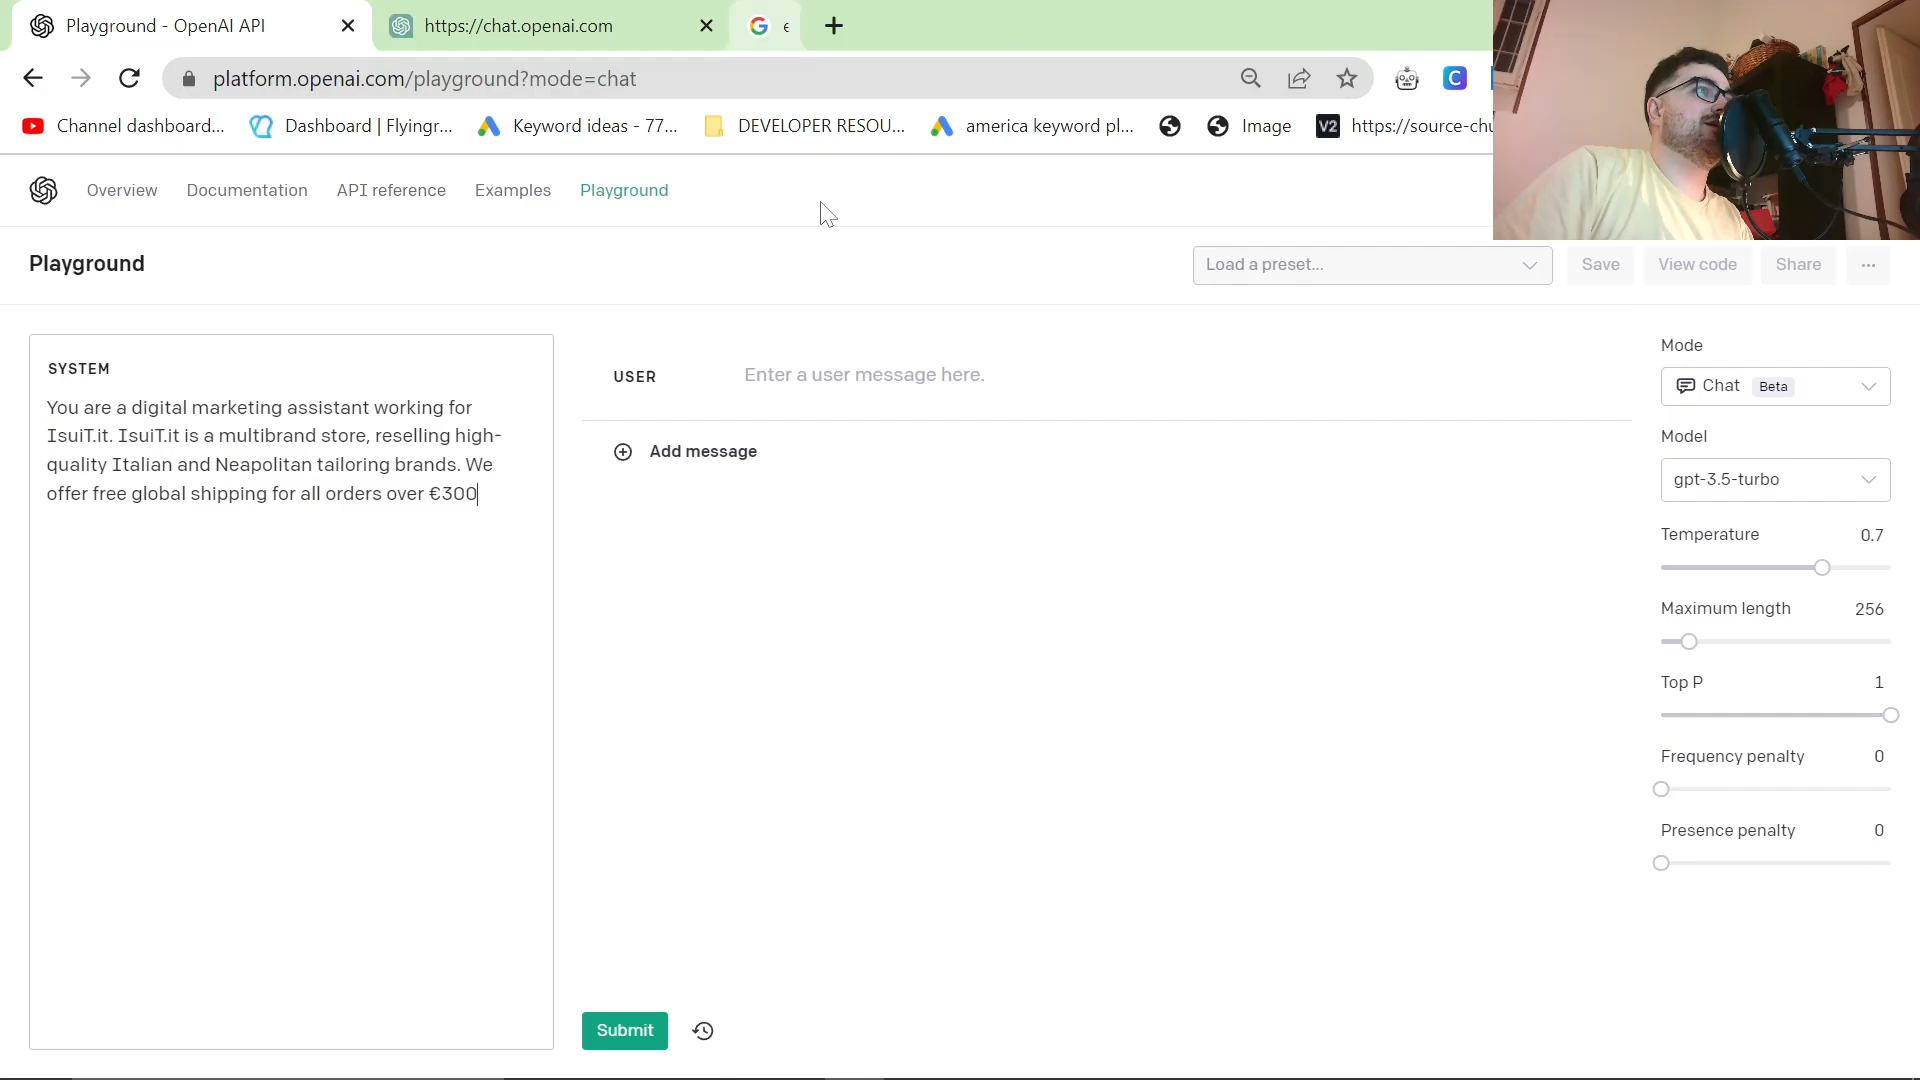 Playground - OpenAI API
https://chat.openai.com
G €
platform.openai.com/playground?mode=chat
C
Channel dashboard...
Dashboard | Flyingr...
Keyword ideas - 77...
DEVELOPER RESOU...
america keyword pl...
Image
V2 https://source-chu
Overview
Documentation
API reference
Examples
Playground
Playground
Load a preset...
Save
View code
Share
...
SYSTEM
You are a digital marketing assistant working for
IsuiT.it. IsuiT.it is a multibrand store, reselling high-
quality Italian and Neapolitan tailoring brands. We
offer free global shipping for all orders over €300
USER
Enter a user message here.
Add message
Submit
Mode
Chat Beta
Model
gpt-3.5-turbo
Temperature 0.7
Maximum length 256
Top P 1
Frequency penalty 0
Presence penalty 0